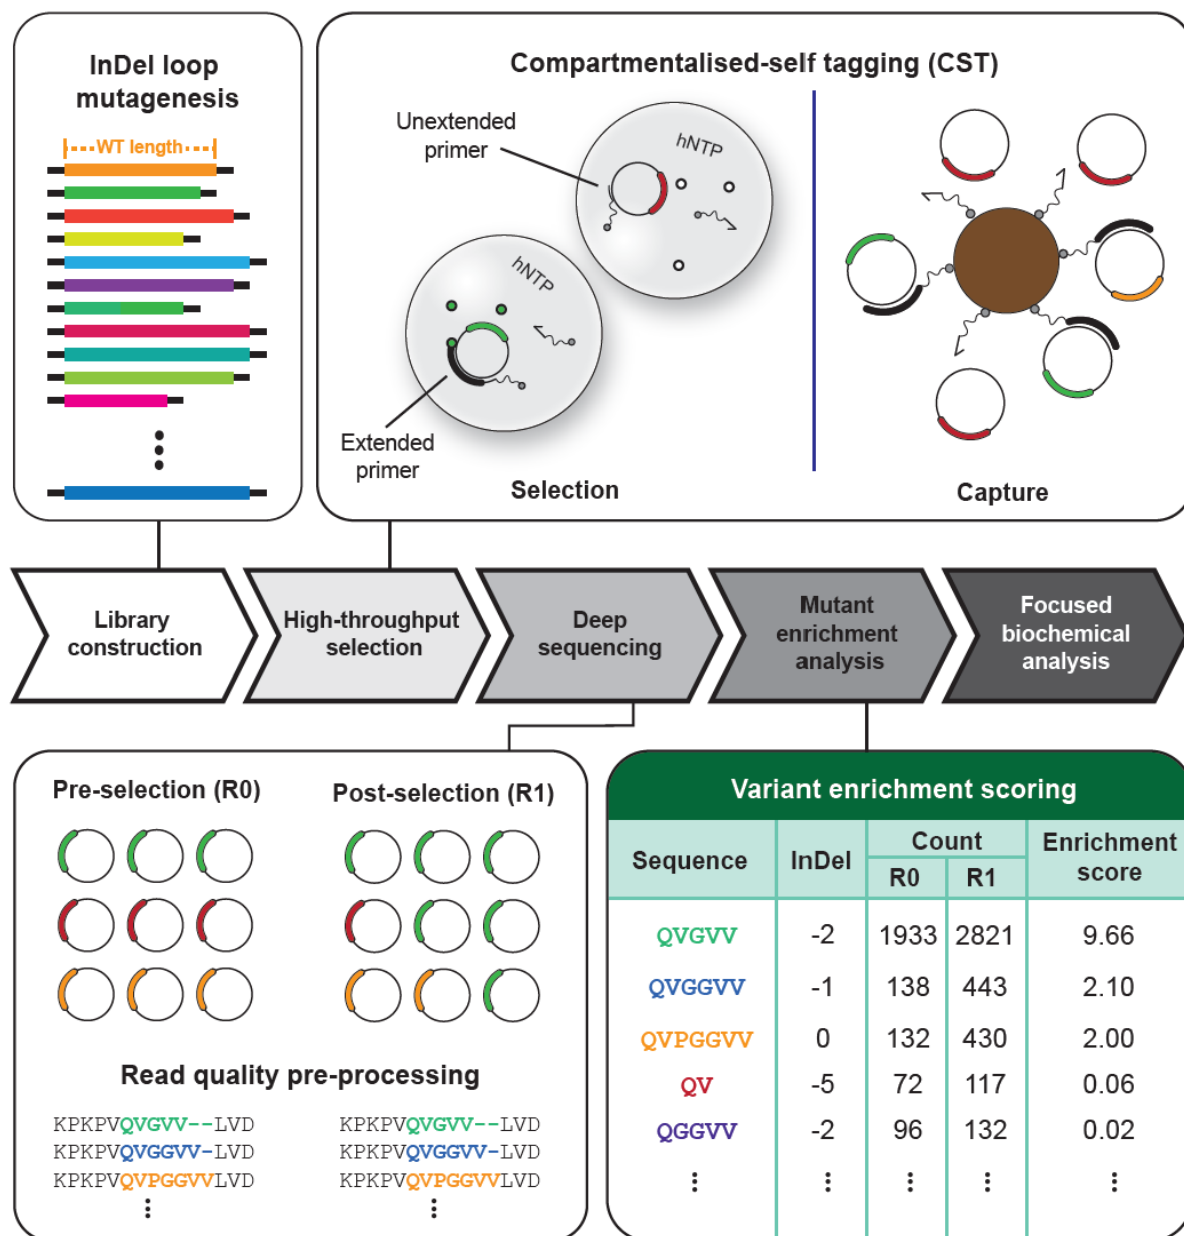 InDel loop
mutagenesis
WT length
Compartmentalised-self tagging (CST)
Unextended
primer
hNTP
hNTP
Extended
primer
Selection
Capture
Library
construction
High-throughput
selection
Deep
sequencing
Mutant
enrichment
analysis
Focused
biochemical
analysis
Pre-selection (R0)
Post-selection (R1)
Read quality pre-processing
KPKPVQVGVV--LVD
KPKPVQVGGVV-LVD
KPKPVQVPGGVVLVD
KPKPVQVGVV--LVD
KPKPVQVGGVV-LVD
KPKPVQVPGGVVLVD
Variant enrichment scoring
Sequence InDel Count Enrichment score
R0 R1
QVGVV -2 1933 2821 9.66
QVGGVV -1 138 443 2.10
QVPGGVV 0 132 430 2.00
QV -5 72 117 0.06
QGGVV -2 96 132 0.02